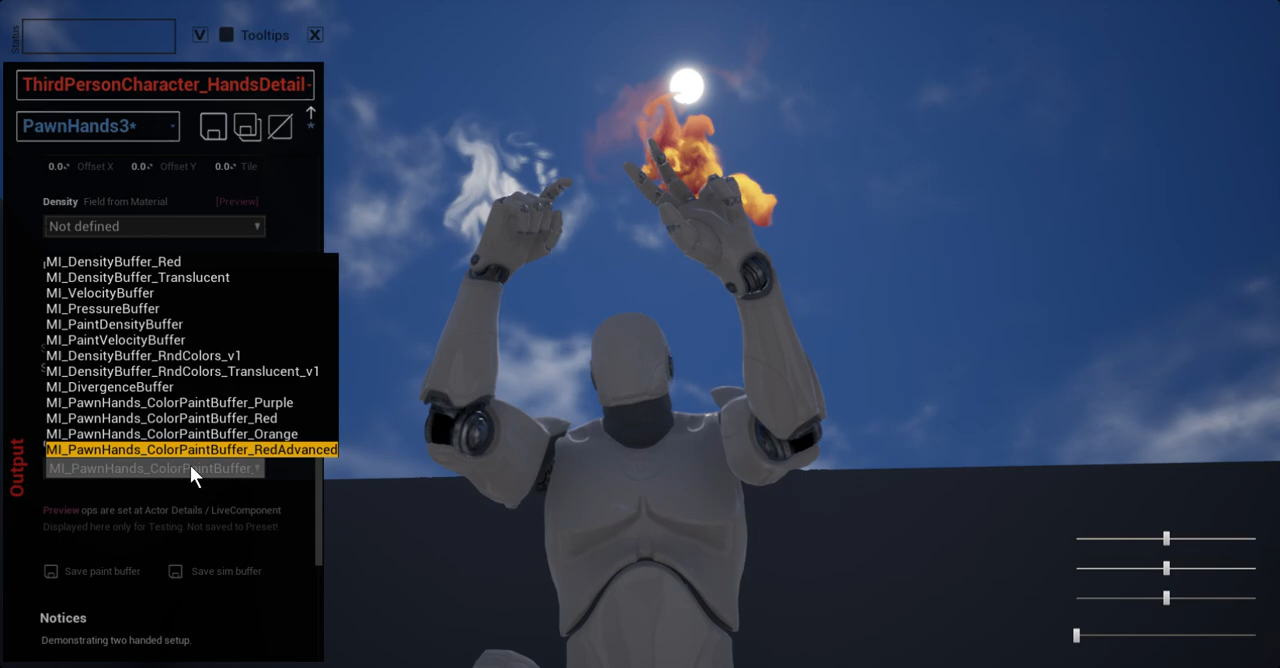 Status
V Tooltips X
ThirdPersonCharacter_HandsDetail
PawnHands3*
*
0.0 Offset X 0.0 Offset Y 0.0 Tile
Density Field from Material [Preview]
Not defined
MI_DensityBuffer_Red
MI_DensityBuffer_Translucent
MI_VelocityBuffer
MI_PressureBuffer
MI_PaintDensityBuffer
MI_PaintVelocityBuffer
MI_DensityBuffer_RndColors_v1
MI_DensityBuffer_RndColors_Translucent_v1
MI_DivergenceBuffer
MI_PawnHands_ColorPaintBuffer_Purple
MI_PawnHands_ColorPaintBuffer_Red
MI_PawnHands_ColorPaintBuffer_Orange
MI_PawnHands_ColorPaintBuffer_RedAdvanced
MI_PawnHands_ColorPaintBuffer_
Output
Preview ops are set at Actor Details / LiveComponent
Displayed here only for Testing. Not saved to Preset!
Save paint buffer Save sim buffer
Notices
Demonstrating two handed setup.